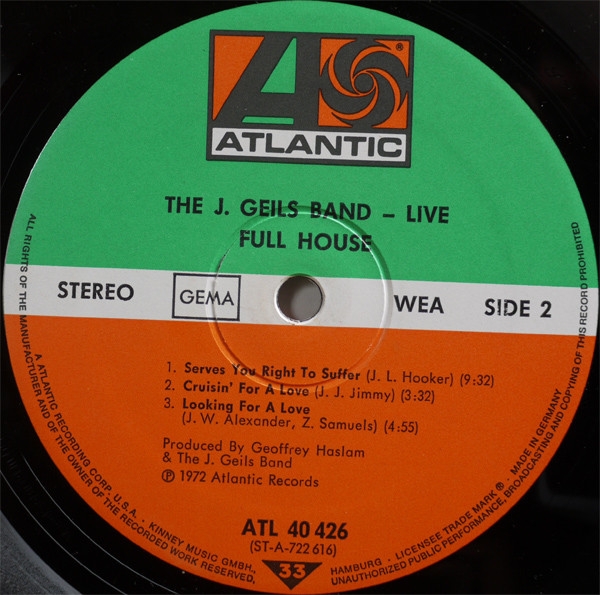 ATLANTIC
®
THE J. GEILS BAND – LIVE
FULL HOUSE
STEREO GEMA WEA SIDE 2
1. Serves You Right To Suffer (J. L. Hooker) (9:32)
2. Cruisin' For A Love (J. J. Jimmy) (3:32)
3. Looking For A Love
(J. W. Alexander, Z. Samuels) (4:55)
Produced By Geoffrey Haslam
& The J. Geils Band
℗ 1972 Atlantic Records
ATL 40 426
(ST-A-722 616)
33
ALL RIGHTS OF THE MANUFACTURER AND OF THE OWNER OF THE RECORDED WORK RESERVED.
A ATLANTIC RECORDING CORP. U.S.A. · KINNEY MUSIC GMBH., HAMBURG · LICENSEE TRADE MARK ® · MADE IN GERMANY
UNAUTHORIZED PUBLIC PERFORMANCE, BROADCASTING AND COPYING OF THIS RECORD PROHIBITED